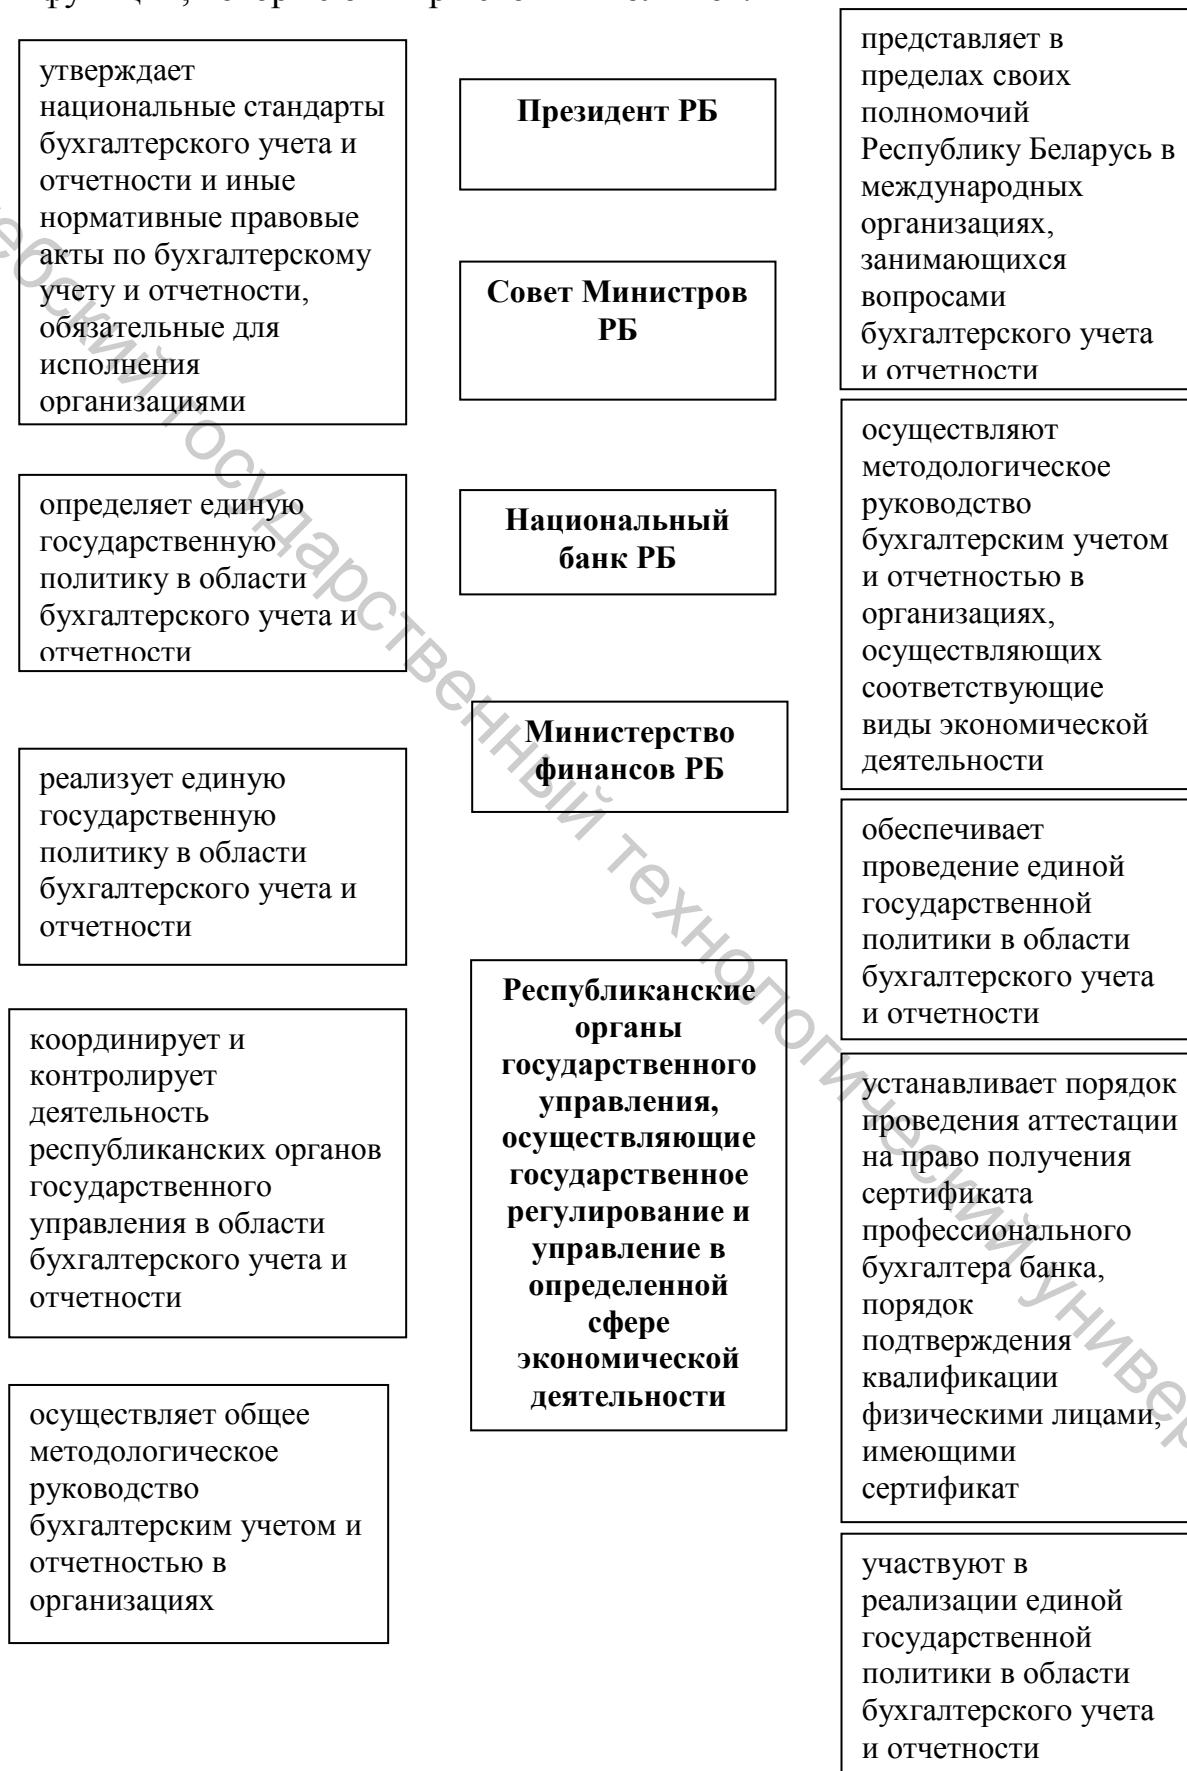 утверждает
национальные стандарты
бухгалтерского учета и
отчетности и иные
нормативные правовые
акты по бухгалтерскому
учету и отчетности,
обязательные для
исполнения
организациями
определяет единую
государственную
политику в области
бухгалтерского учета и
отчетности
реализует единую
государственную
политику в области
бухгалтерского учета и
отчетности
координирует и
контролирует
деятельность
республиканских органов
государственного
управления в области
бухгалтерского учета и
отчетности
осуществляет общее
методологическое
руководство
бухгалтерским учетом и
отчетностью в
организациях
Президент РБ
Совет Министров
РБ
Национальный
банк РБ
Министерство
финансов РБ
Республиканские
органы
государственного
управления,
осуществляющие
государственное
регулирование и
управление в
определенной
сфере
экономической
деятельности
представляет в
пределах своих
полномочий
Республику Беларусь в
международных
организациях,
занимающихся
вопросами
бухгалтерского учета
и отчетности
осуществляют
методологическое
руководство
бухгалтерским учетом
и отчетностью в
организациях,
осуществляющих
соответствующие
виды экономической
деятельности
обеспечивает
проведение единой
государственной
политики в области
бухгалтерского учета
и отчетности
устанавливает порядок
проведения аттестации
на право получения
сертификата
профессионального
бухгалтера банка,
порядок
подтверждения
квалификации
физическими лицами,
имеющими
сертификат
участвуют в
реализации единой
государственной
политики в области
бухгалтерского учета
и отчетности
государственный технологический